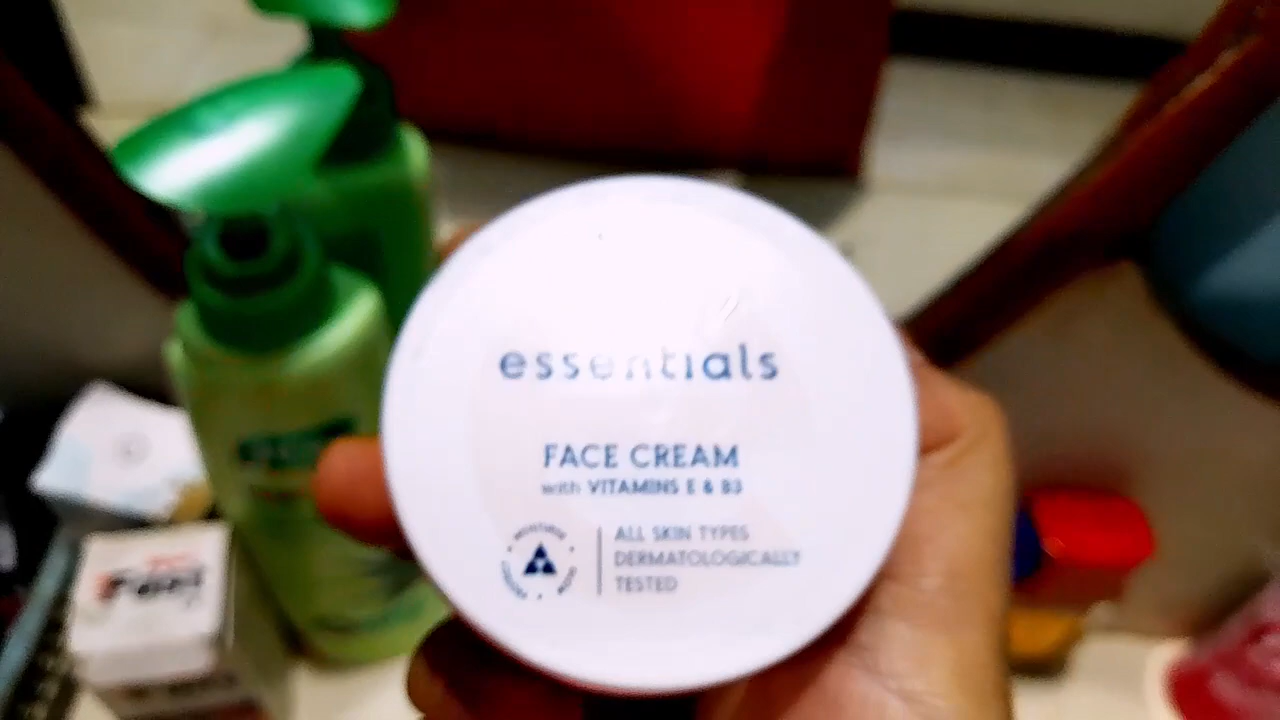 essentials
FACE CREAM
with VITAMINS E & B3
ALL SKIN TYPES
DERMATOLOGICALLY
TESTED